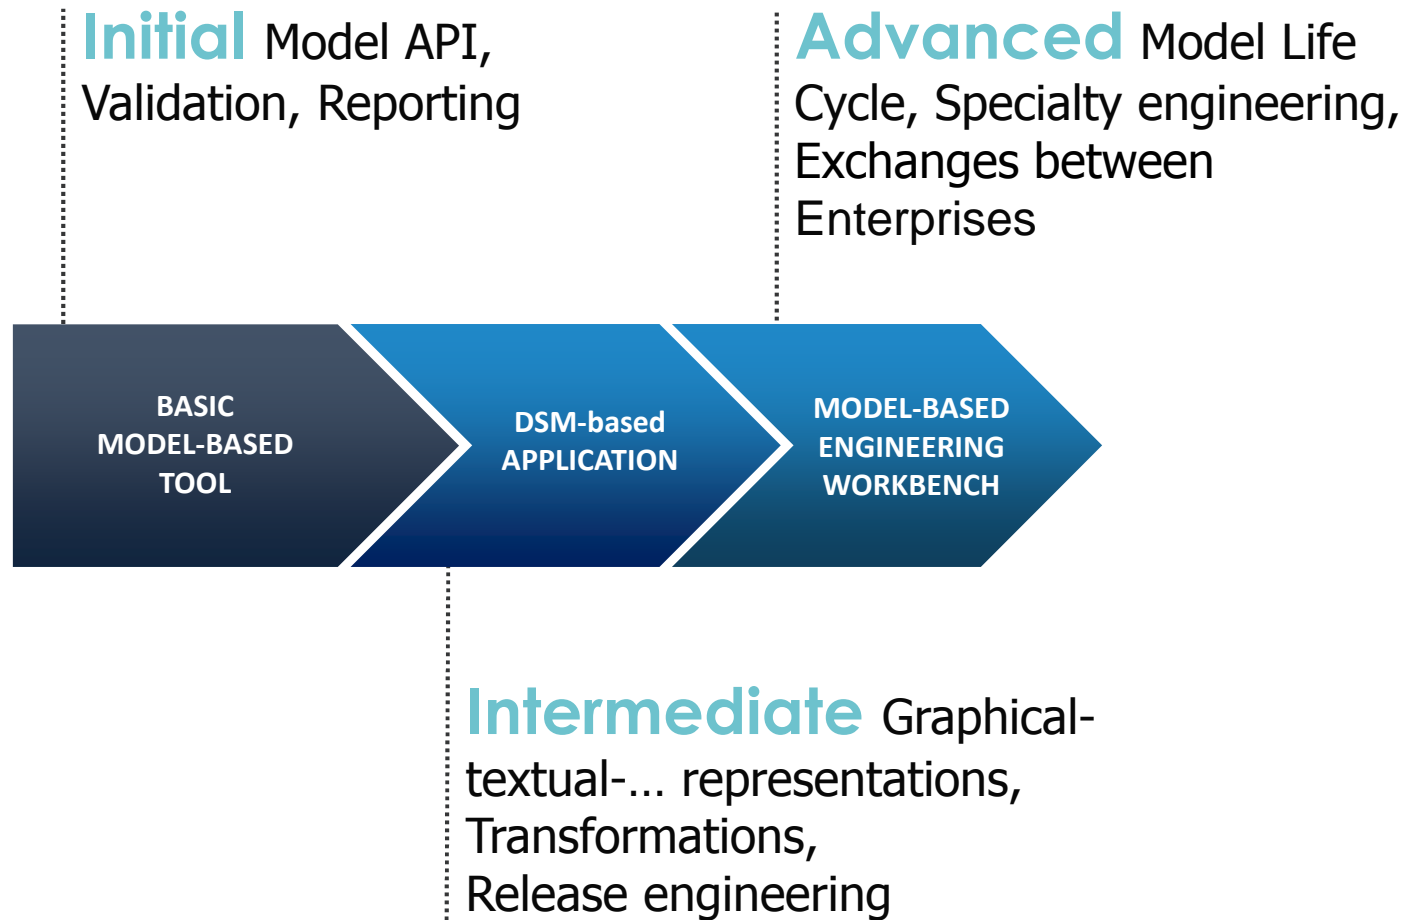 Initial Model API,
Validation, Reporting
Advanced Model Life
Cycle, Specialty engineering,
Exchanges between
Enterprises
BASIC
MODEL-BASED
TOOL
DSM-based
APPLICATION
MODEL-BASED
ENGINEERING
WORKBENCH
Intermediate Graphical-
textual-... representations,
Transformations,
Release engineering